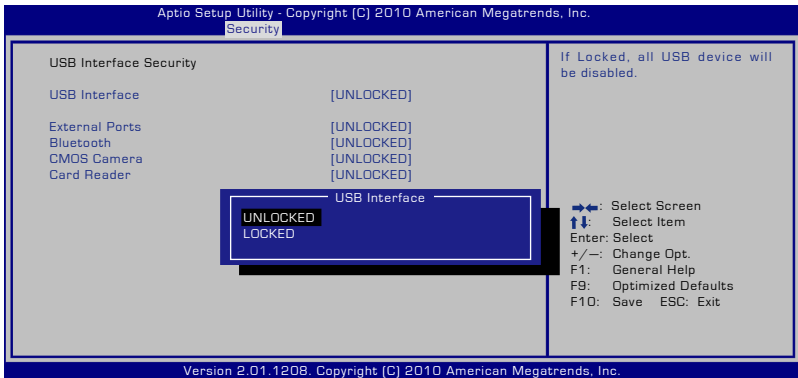 Aptio Setup Utility - Copyright (C) 2010 American Megatrends, Inc.
Security
USB Interface Security
USB Interface [UNLOCKED]
External Ports [UNLOCKED]
Bluetooth [UNLOCKED]
CMOS Camera [UNLOCKED]
Card Reader [UNLOCKED]
USB Interface
UNLOCKED
LOCKED
If Locked, all USB device will
be disabled.
→←: Select Screen
↑↓: Select Item
Enter: Select
+/−: Change Opt.
F1: General Help
F9: Optimized Defaults
F10: Save ESC: Exit
Version 2.01.1208. Copyright (C) 2010 American Megatrends, Inc.